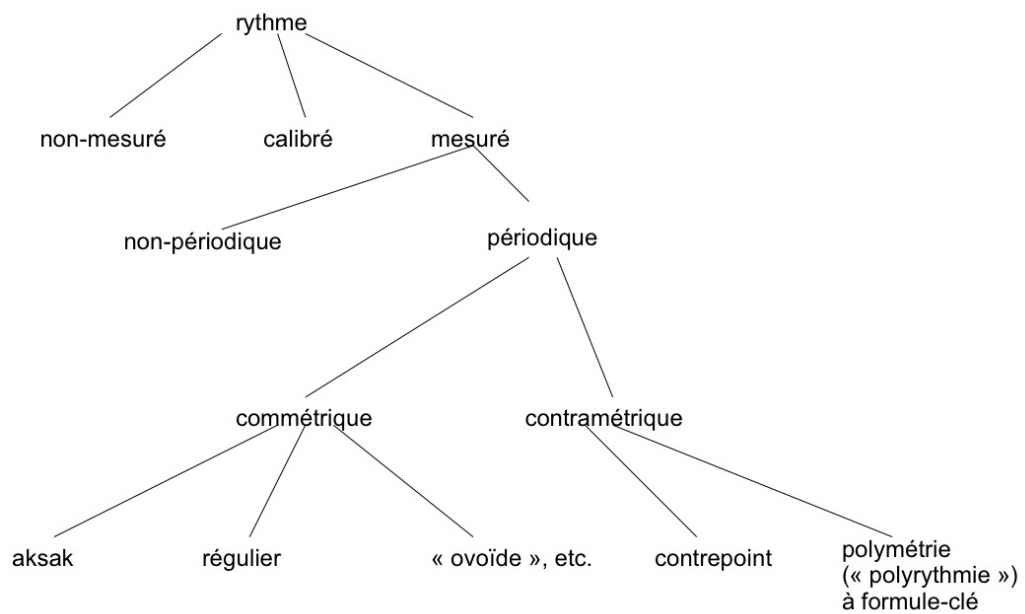 rythme
non-mesuré
calibré
mesuré
non-périodique
périodique
commétrique
contramétrique
aksak
régulier
« ovoïde », etc.
contrepoint
polymétrie
(« polyrythmie »)
à formule-clé